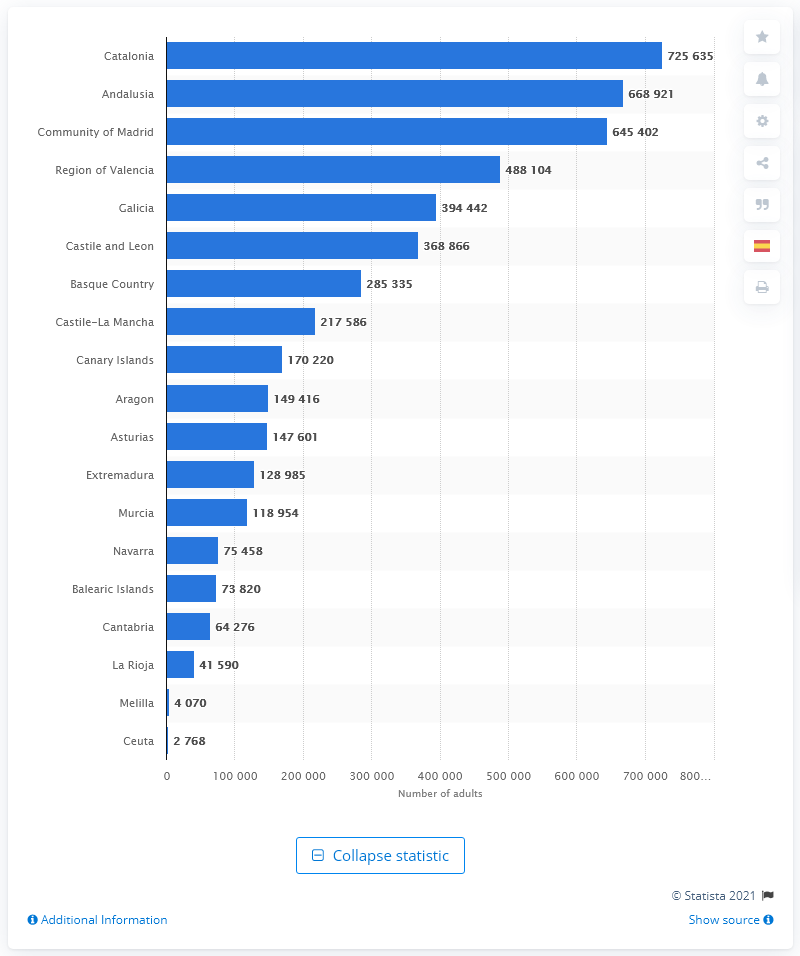 Catalonia 725 635
Andalusia 668 921
Community of Madrid 645 402
Region of Valencia 488 104
Galicia 394 442
Castile and Leon 368 866
Basque Country 285 335
Castile-La Mancha 217 586
Canary Islands 170 220
Aragon 149 416
Asturias 147 601
Extremadura 128 985
Murcia 118 954
Navarra 75 458
Balearic Islands 73 820
Cantabria 64 276
La Rioja 41 590
Melilla 4 070
Ceuta 2 768
0 100 000 200 000 300 000 400 000 500 000 600 000 700 000 800...
Number of adults
Collapse statistic
© Statista 2021
Additional Information Show source